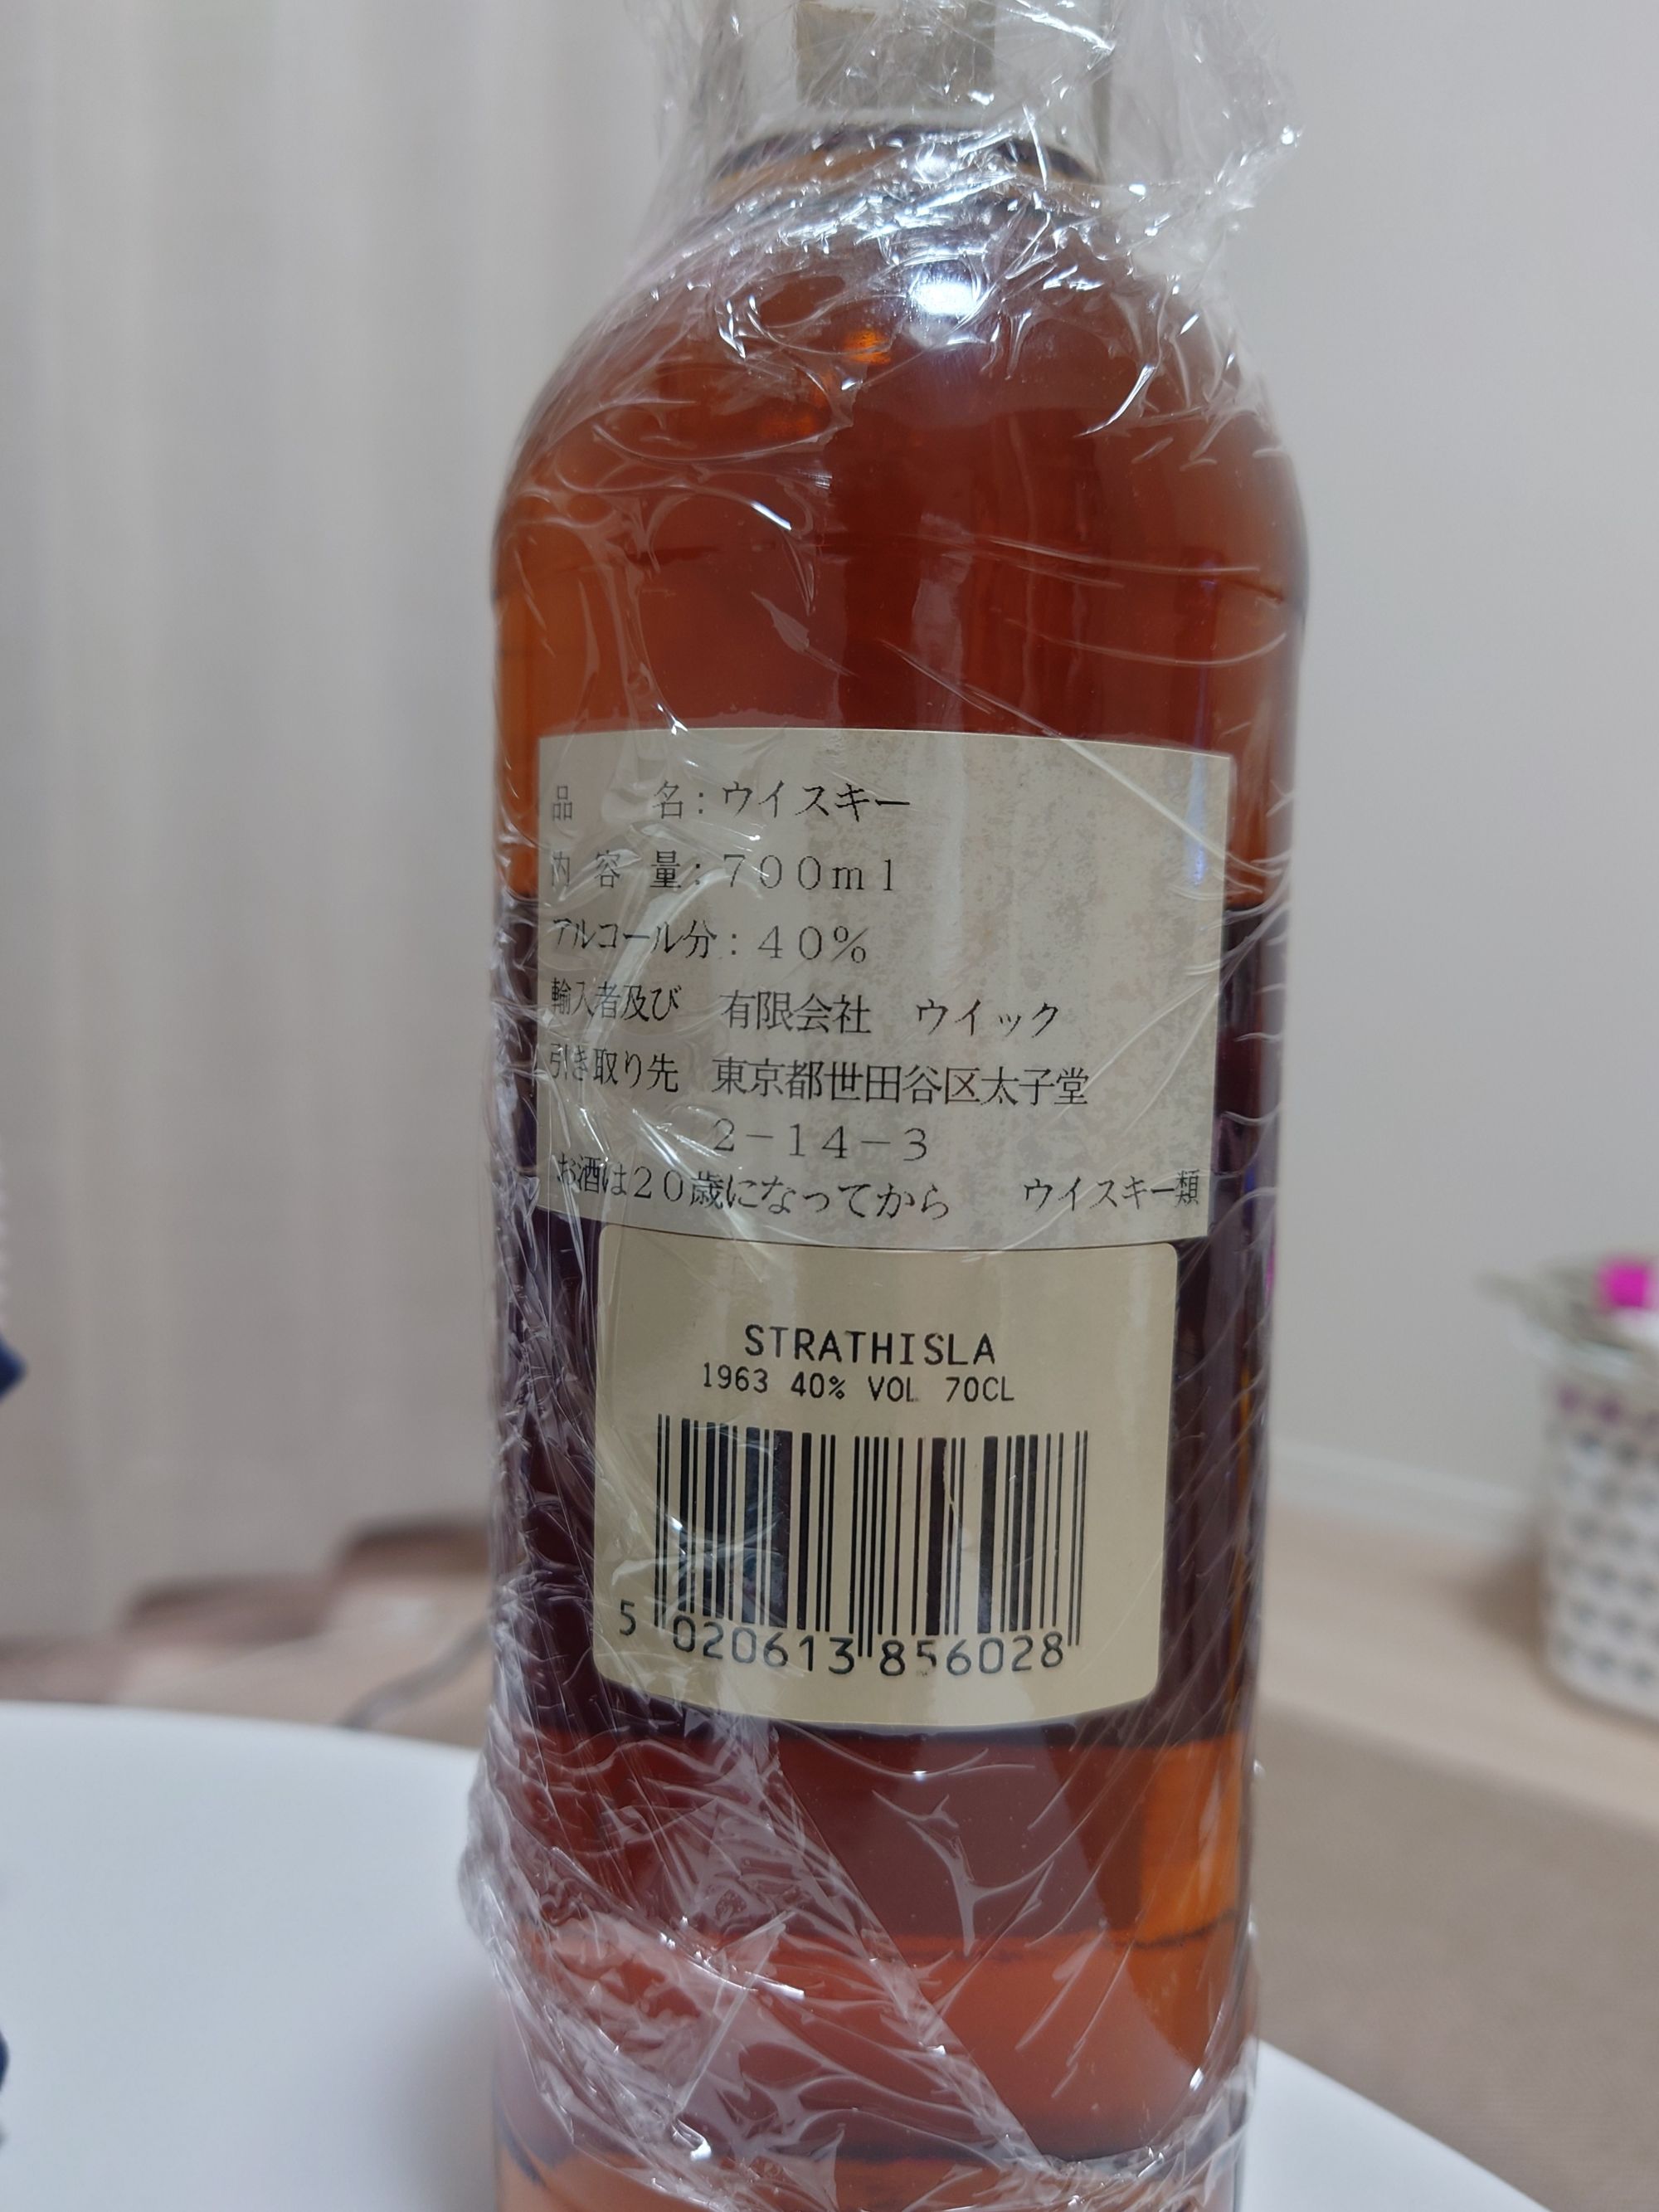 品　　名:ウイスキー
内 容 量:700ml
アルコール分:40%
輸入者及び　有限会社　ウイック
引き取り先　東京都世田谷区太子堂
2-14-3
お酒は20歳になってから　　ウイスキー類
STRATHISLA
1963 40% VOL 70CL
5 020613 856028